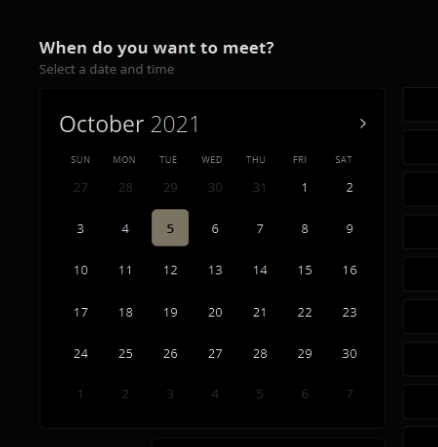 When do you want to meet?
Select a date and time
October 2021
SUN MON TUE WED THU FRI SAT
27 28 29 30 31 1 2
3 4 5 6 7 8 9
10 11 12 13 14 15 16
17 18 19 20 21 22 23
24 25 26 27 28 29 30
1 2 3 4 5 6 7